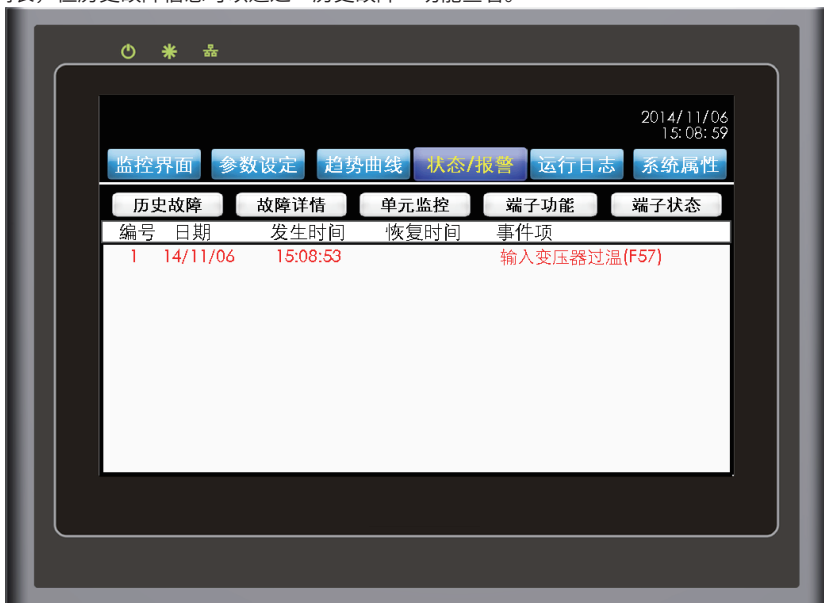 2014/11/06
15:08:59
监控界面 参数设定 趋势曲线 状态/报警 运行日志 系统属性
历史故障 故障详情 单元监控 端子功能 端子状态
编号 日期 发生时间 恢复时间 事件项
1 14/11/06 15:08:53 输入变压器过温(F57)